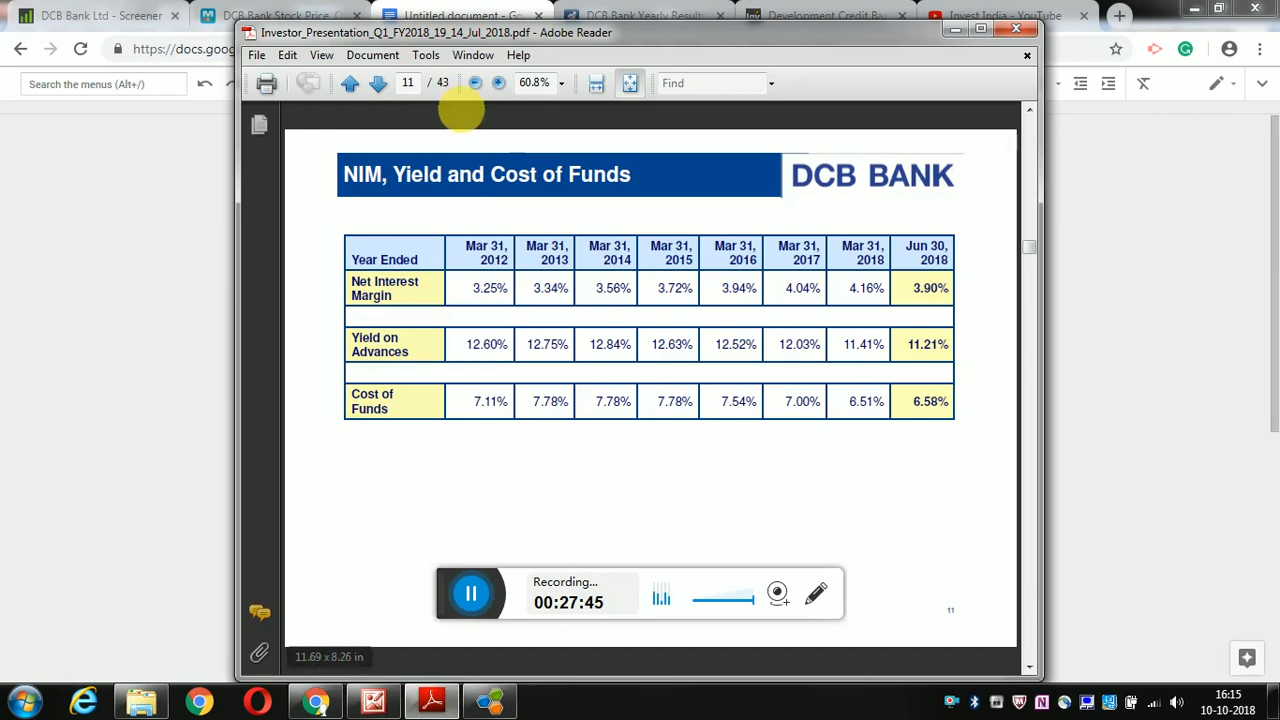 DCB Bank Ltd - Screener
DCB Bank Stock Price, Q
Untitled document - Go
DCB Bank Yearly Result
Development Credit Ba
Invest India - YouTube
https://docs.goo
Search the menus (Alt+/)
Investor_Presentation_Q1_FY2018_19_14_Jul_2018.pdf - Adobe Reader
File Edit View Document Tools Window Help
11 / 43 60.8% Find
NIM, Yield and Cost of Funds
DCB BANK
Year Ended Mar 31, 2012 Mar 31, 2013 Mar 31, 2014 Mar 31, 2015 Mar 31, 2016 Mar 31, 2017 Mar 31, 2018 Jun 30, 2018
Net Interest Margin 3.25% 3.34% 3.56% 3.72% 3.94% 4.04% 4.16% 3.90%
Yield on Advances 12.60% 12.75% 12.84% 12.63% 12.52% 12.03% 11.41% 11.21%
Cost of Funds 7.11% 7.78% 7.78% 7.78% 7.54% 7.00% 6.51% 6.58%
Recording...
00:27:45
11
11.69 x 8.26 in
16:15
10-10-2018